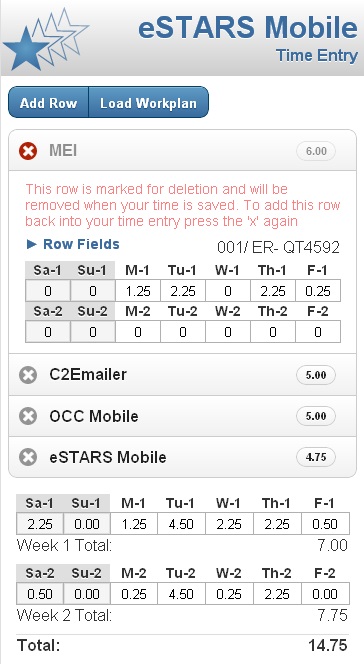 eSTARS Mobile
Time Entry
Add Row Load Workplan
MEI 6.00
This row is marked for deletion and will be
removed when your time is saved. To add this row
back into your time entry press the 'x' again
Row Fields 001/ ER- QT4592
Sa-1 Su-1 M-1 Tu-1 W-1 Th-1 F-1
0 0 1.25 2.25 0 2.25 0.25
Sa-2 Su-2 M-2 Tu-2 W-2 Th-2 F-2
0 0 0 0 0 0 0
C2Emailer 5.00
OCC Mobile 5.00
eSTARS Mobile 4.75
Sa-1 Su-1 M-1 Tu-1 W-1 Th-1 F-1
2.25 0.00 1.25 4.50 2.25 2.25 0.50
Week 1 Total: 7.00
Sa-2 Su-2 M-2 Tu-2 W-2 Th-2 F-2
0.50 0.00 0.25 4.50 0.25 2.25 0.00
Week 2 Total: 7.75
Total: 14.75